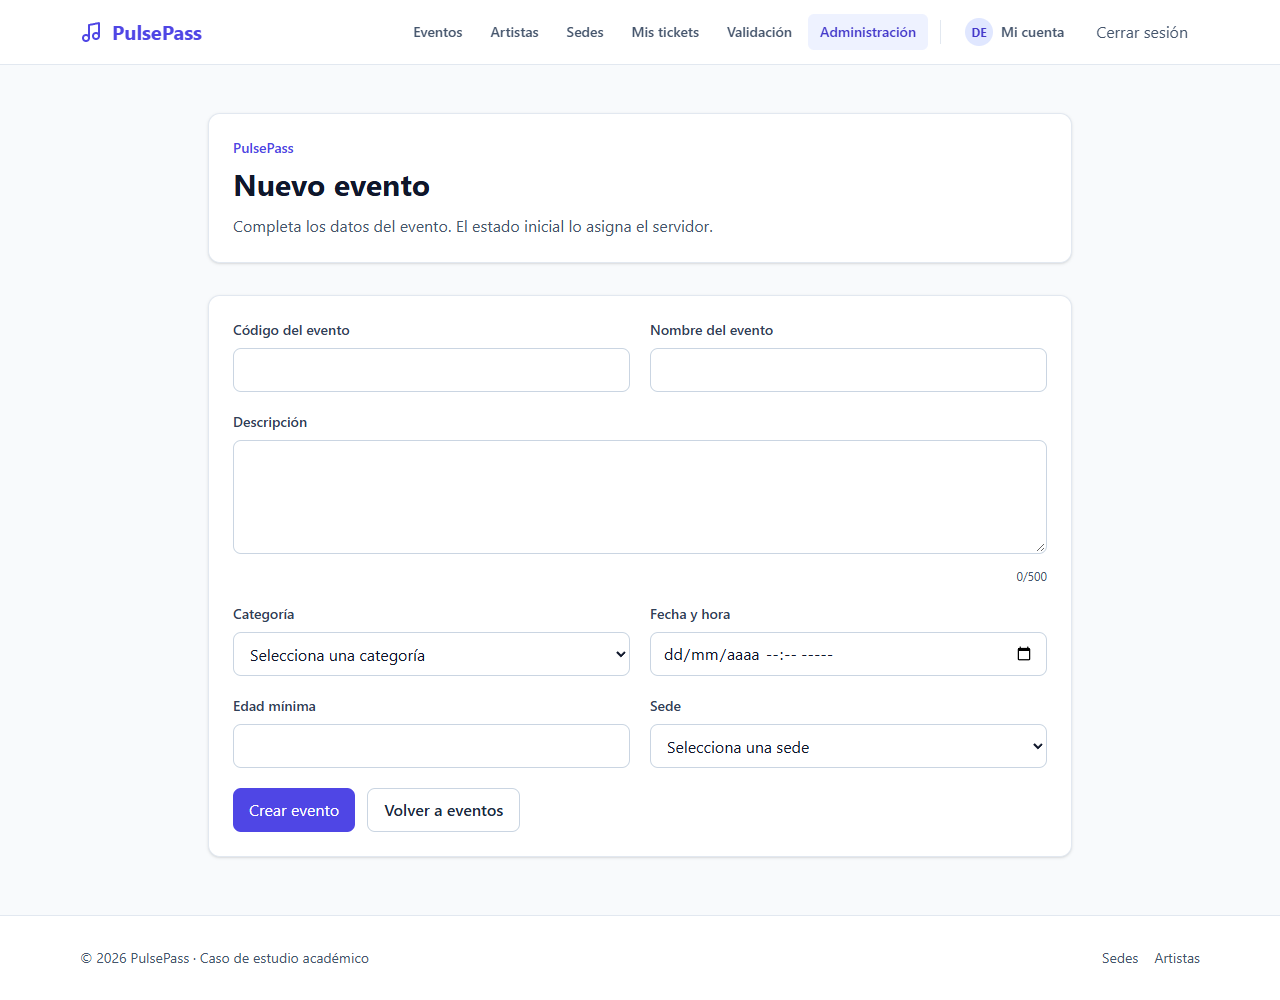 PulsePass
Eventos
Artistas
Sedes
Mis tickets
Validación
Administración
DE
Mi cuenta
Cerrar sesión
PulsePass
Nuevo evento
Completa los datos del evento. El estado inicial lo asigna el servidor.
Código del evento
Nombre del evento
Descripción
0/500
Categoría
Fecha y hora
Selecciona una categoría
dd/mm/aaaa --:-- -----
Edad mínima
Sede
Selecciona una sede
Crear evento
Volver a eventos
© 2026 PulsePass · Caso de estudio académico
Sedes
Artistas